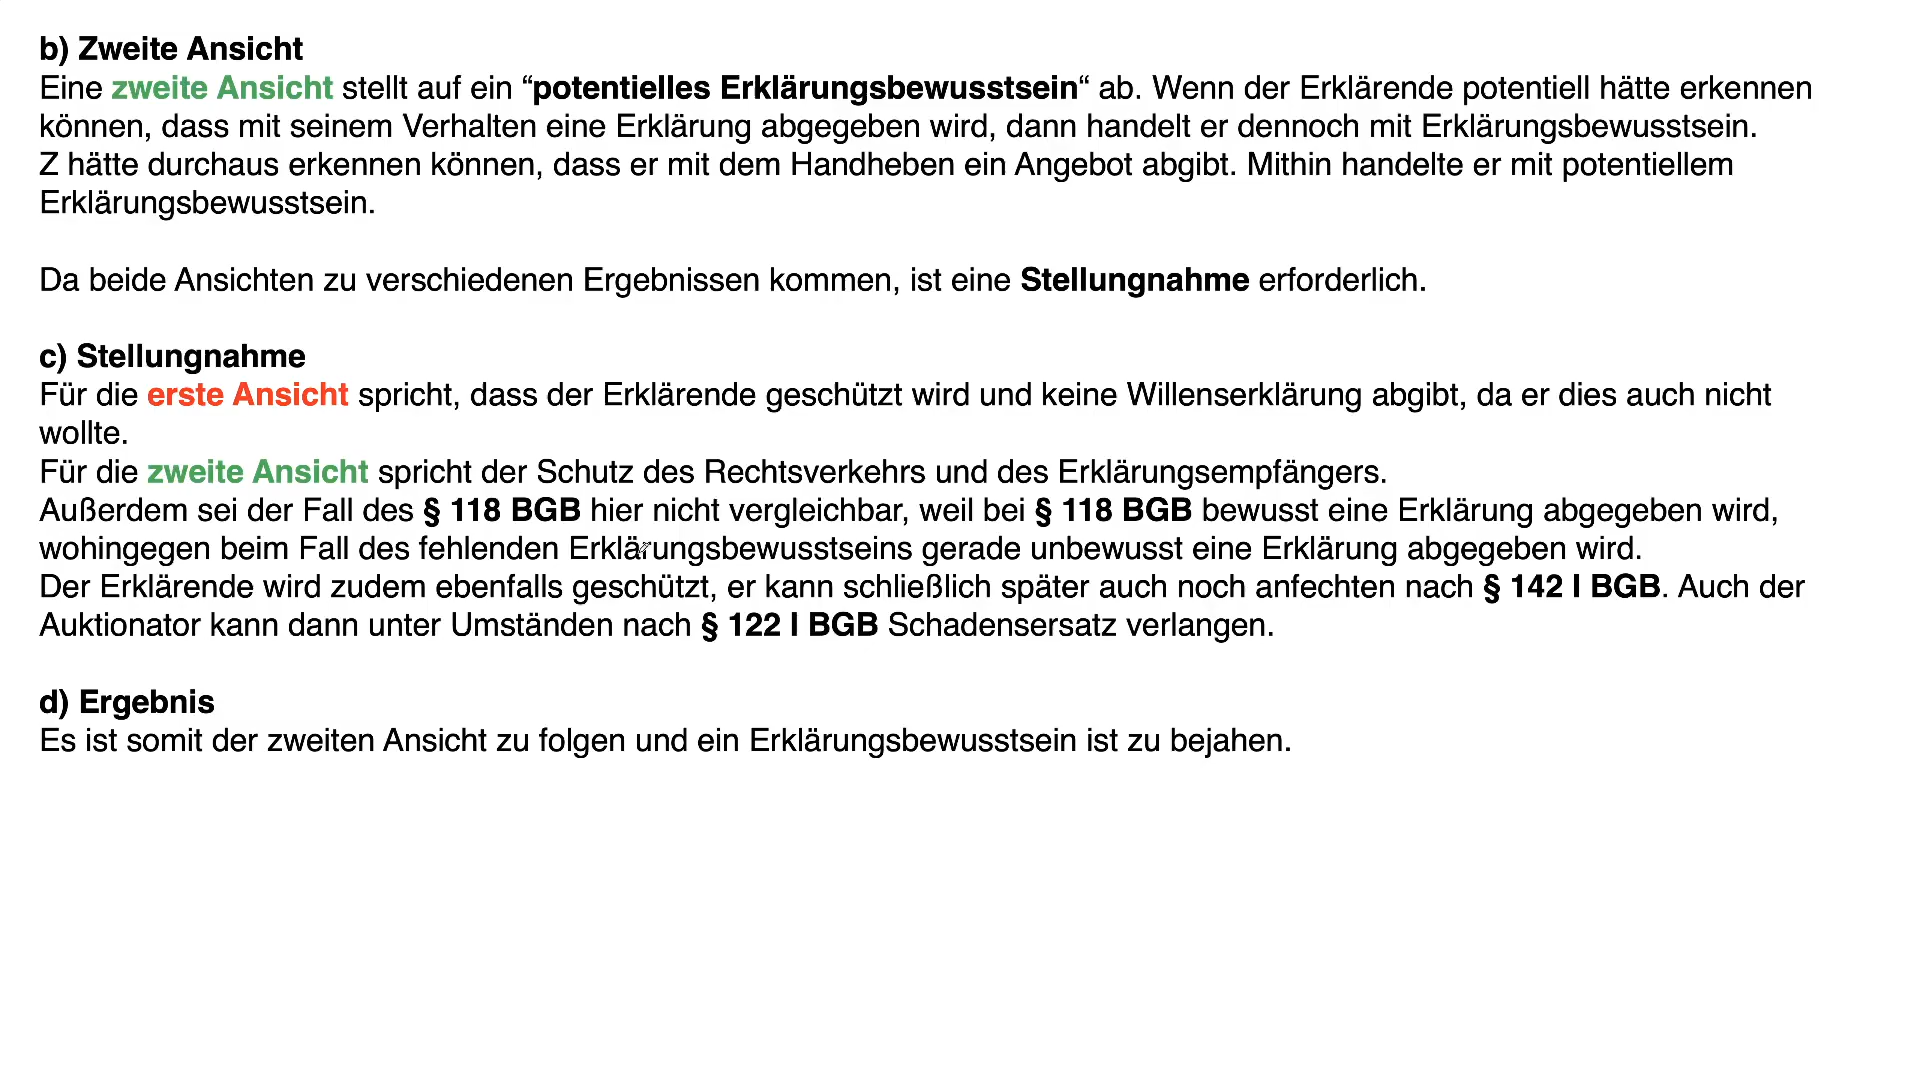 b) Zweite Ansicht
Eine zweite Ansicht stellt auf ein “potentielles Erklärungsbewusstsein“ ab. Wenn der Erklärende potentiell hätte erkennen
können, dass mit seinem Verhalten eine Erklärung abgegeben wird, dann handelt er dennoch mit Erklärungsbewusstsein.
Z hätte durchaus erkennen können, dass er mit dem Handheben ein Angebot abgibt. Mithin handelte er mit potentiellem
Erklärungsbewusstsein.
Da beide Ansichten zu verschiedenen Ergebnissen kommen, ist eine Stellungnahme erforderlich.
c) Stellungnahme
Für die erste Ansicht spricht, dass der Erklärende geschützt wird und keine Willenserklärung abgibt, da er dies auch nicht
wollte.
Für die zweite Ansicht spricht der Schutz des Rechtsverkehrs und des Erklärungsempfängers.
Außerdem sei der Fall des § 118 BGB hier nicht vergleichbar, weil bei § 118 BGB bewusst eine Erklärung abgegeben wird,
wohingegen beim Fall des fehlenden Erklärungsbewusstseins gerade unbewusst eine Erklärung abgegeben wird.
Der Erklärende wird zudem ebenfalls geschützt, er kann schließlich später auch noch anfechten nach § 142 I BGB. Auch der
Auktionator kann dann unter Umständen nach § 122 I BGB Schadensersatz verlangen.
d) Ergebnis
Es ist somit der zweiten Ansicht zu folgen und ein Erklärungsbewusstsein ist zu bejahen.